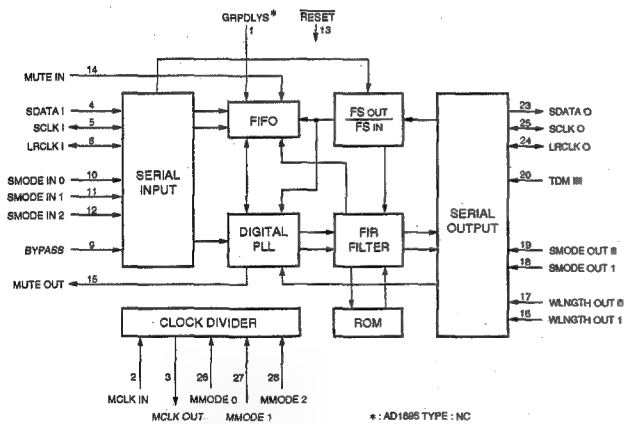 GRPDLYS* RESET
1 13
MUTE IN 14
SDATA I 4
SCLK I 5
LRCLK I 6
SMODE IN 0 10
SMODE IN 1 11
SMODE IN 2 12
BYPASS 9
MUTE OUT 15
SERIAL
INPUT
FIFO
FS OUT
FS IN
DIGITAL
PLL
FIR
FILTER
ROM
SERIAL
OUTPUT
23 SDATA O
25 SCLK O
24 LRCLK O
20 TDM IN
19 SMODE OUT 0
18 SMODE OUT 1
17 WLNGTH OUT 0
16 WLNGTH OUT 1
CLOCK DIVIDER
2 3 26 27 28
MCLK IN MMODE 0 MMODE 2
MCLK OUT MMODE 1
* : AD1895 TYPE : NC